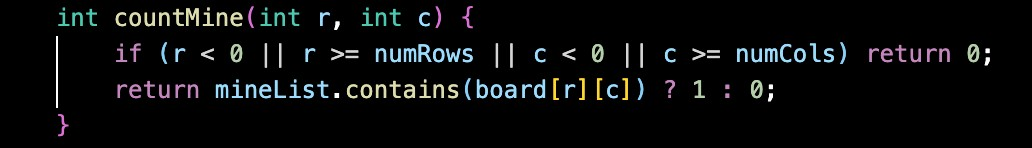 int countMine(int r, int c) {
    if (r < 0 || r >= numRows || c < 0 || c >= numCols) return 0;
    return mineList.contains(board[r][c]) ? 1 : 0;
}